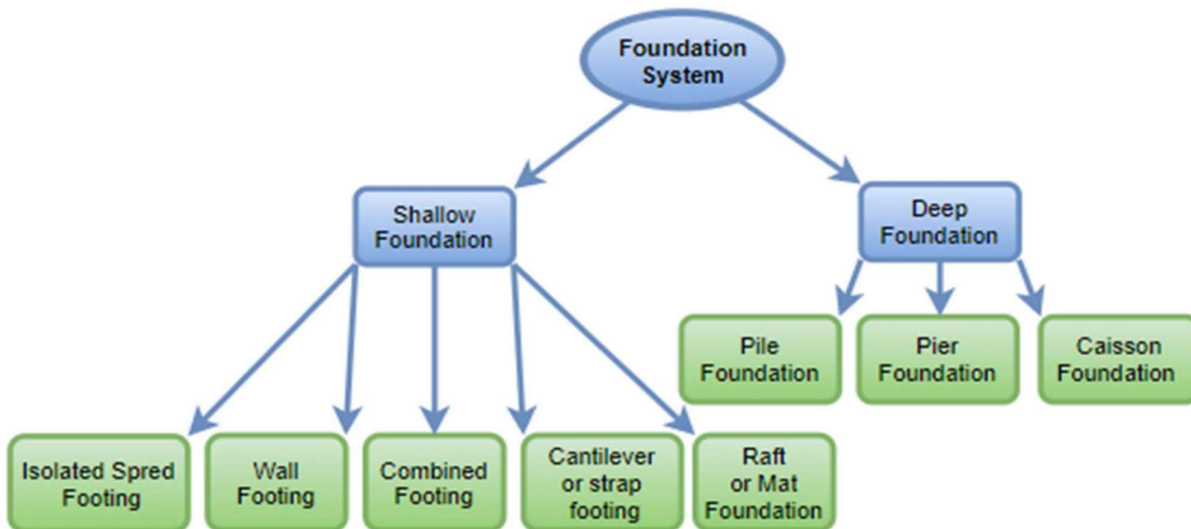 Foundation
System
Shallow
Foundation
Deep
Foundation
Pile
Foundation
Pier
Foundation
Caisson
Foundation
Isolated Spred
Footing
Wall
Footing
Combined
Footing
Cantilever
or strap
footing
Raft
or Mat
Foundation